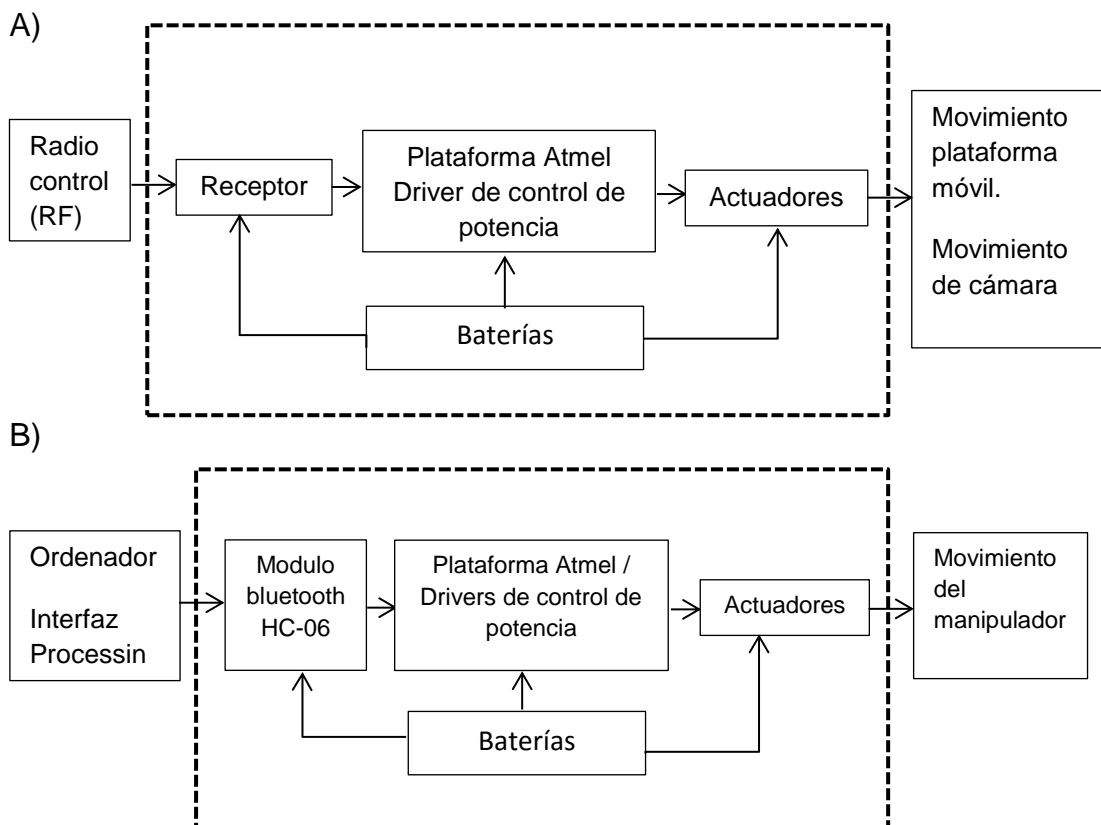 A)
Radio
control
(RF)
Receptor
Plataforma Atmel
Driver de control de
potencia
Actuadores
Movimiento
plataforma
móvil.
Movimiento
de cámara
Baterías
B)
Ordenador
Interfaz
Processin
Modulo
bluetooth
HC-06
Plataforma Atmel /
Drivers de control de
potencia
Actuadores
Movimiento
del
manipulador
Baterías